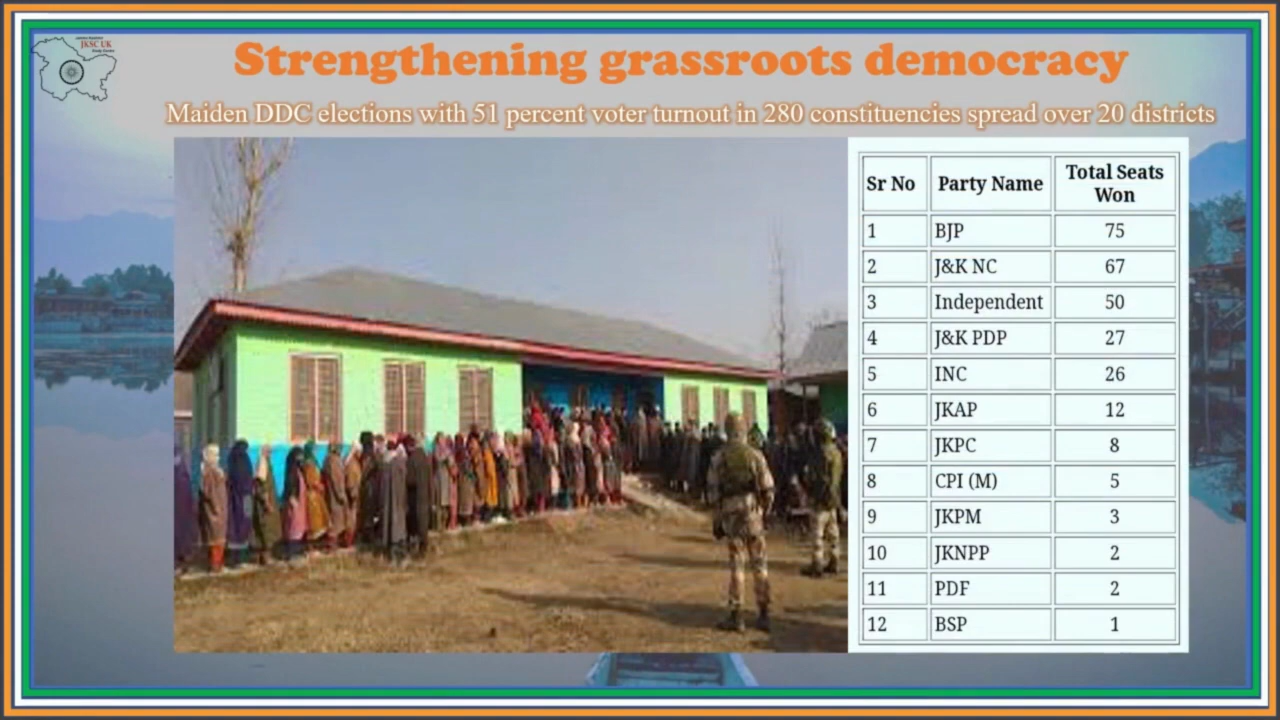 JKSC UK
Strengthening grassroots democracy
Maiden DDC elections with 51 percent voter turnout in 280 constituencies spread over 20 districts
Sr No Party Name Total Seats Won
1 BJP 75
2 J&K NC 67
3 Independent 50
4 J&K PDP 27
5 INC 26
6 JKAP 12
7 JKPC 8
8 CPI (M) 5
9 JKPM 3
10 JKNPP 2
11 PDF 2
12 BSP 1